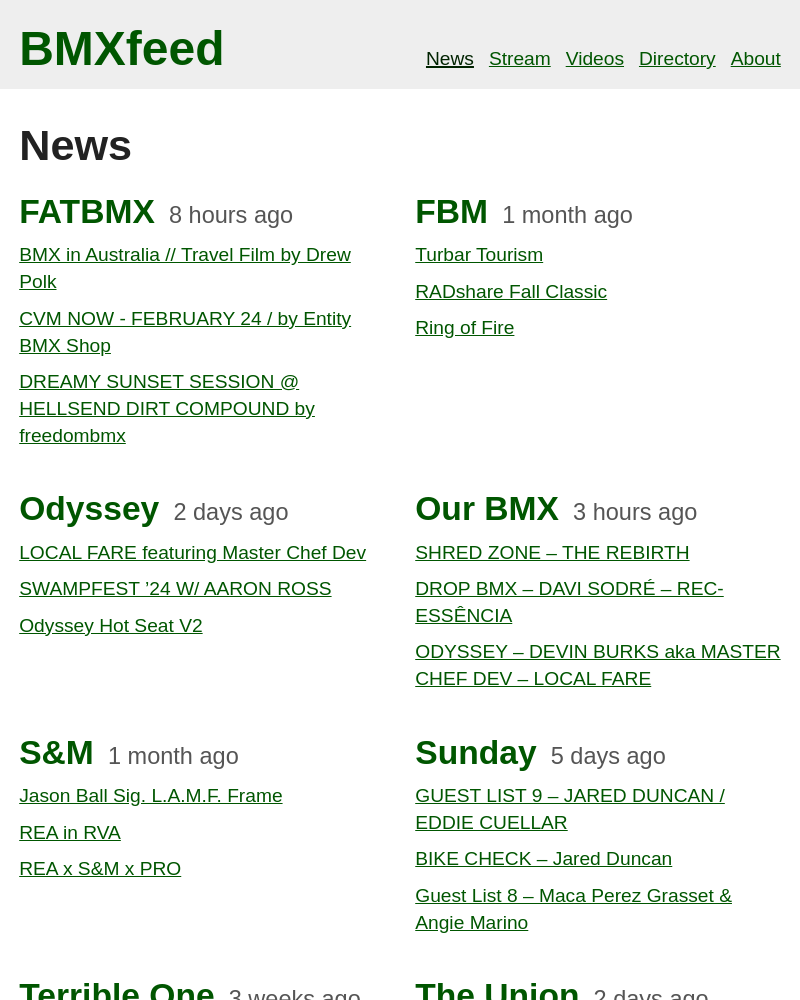 BMXfeed
News Stream Videos Directory About
News
FATBMX 8 hours ago
BMX in Australia // Travel Film by Drew
Polk
CVM NOW - FEBRUARY 24 / by Entity
BMX Shop
DREAMY SUNSET SESSION @
HELLSEND DIRT COMPOUND by
freedombmx
FBM 1 month ago
Turbar Tourism
RADshare Fall Classic
Ring of Fire
Odyssey 2 days ago
LOCAL FARE featuring Master Chef Dev
SWAMPFEST ’24 W/ AARON ROSS
Odyssey Hot Seat V2
Our BMX 3 hours ago
SHRED ZONE – THE REBIRTH
DROP BMX – DAVI SODRÉ – REC-
ESSÊNCIA
ODYSSEY – DEVIN BURKS aka MASTER
CHEF DEV – LOCAL FARE
S&M 1 month ago
Jason Ball Sig. L.A.M.F. Frame
REA in RVA
REA x S&M x PRO
Sunday 5 days ago
GUEST LIST 9 – JARED DUNCAN /
EDDIE CUELLAR
BIKE CHECK – Jared Duncan
Guest List 8 – Maca Perez Grasset &
Angie Marino
Terrible One 3 weeks ago
The Union 2 days ago